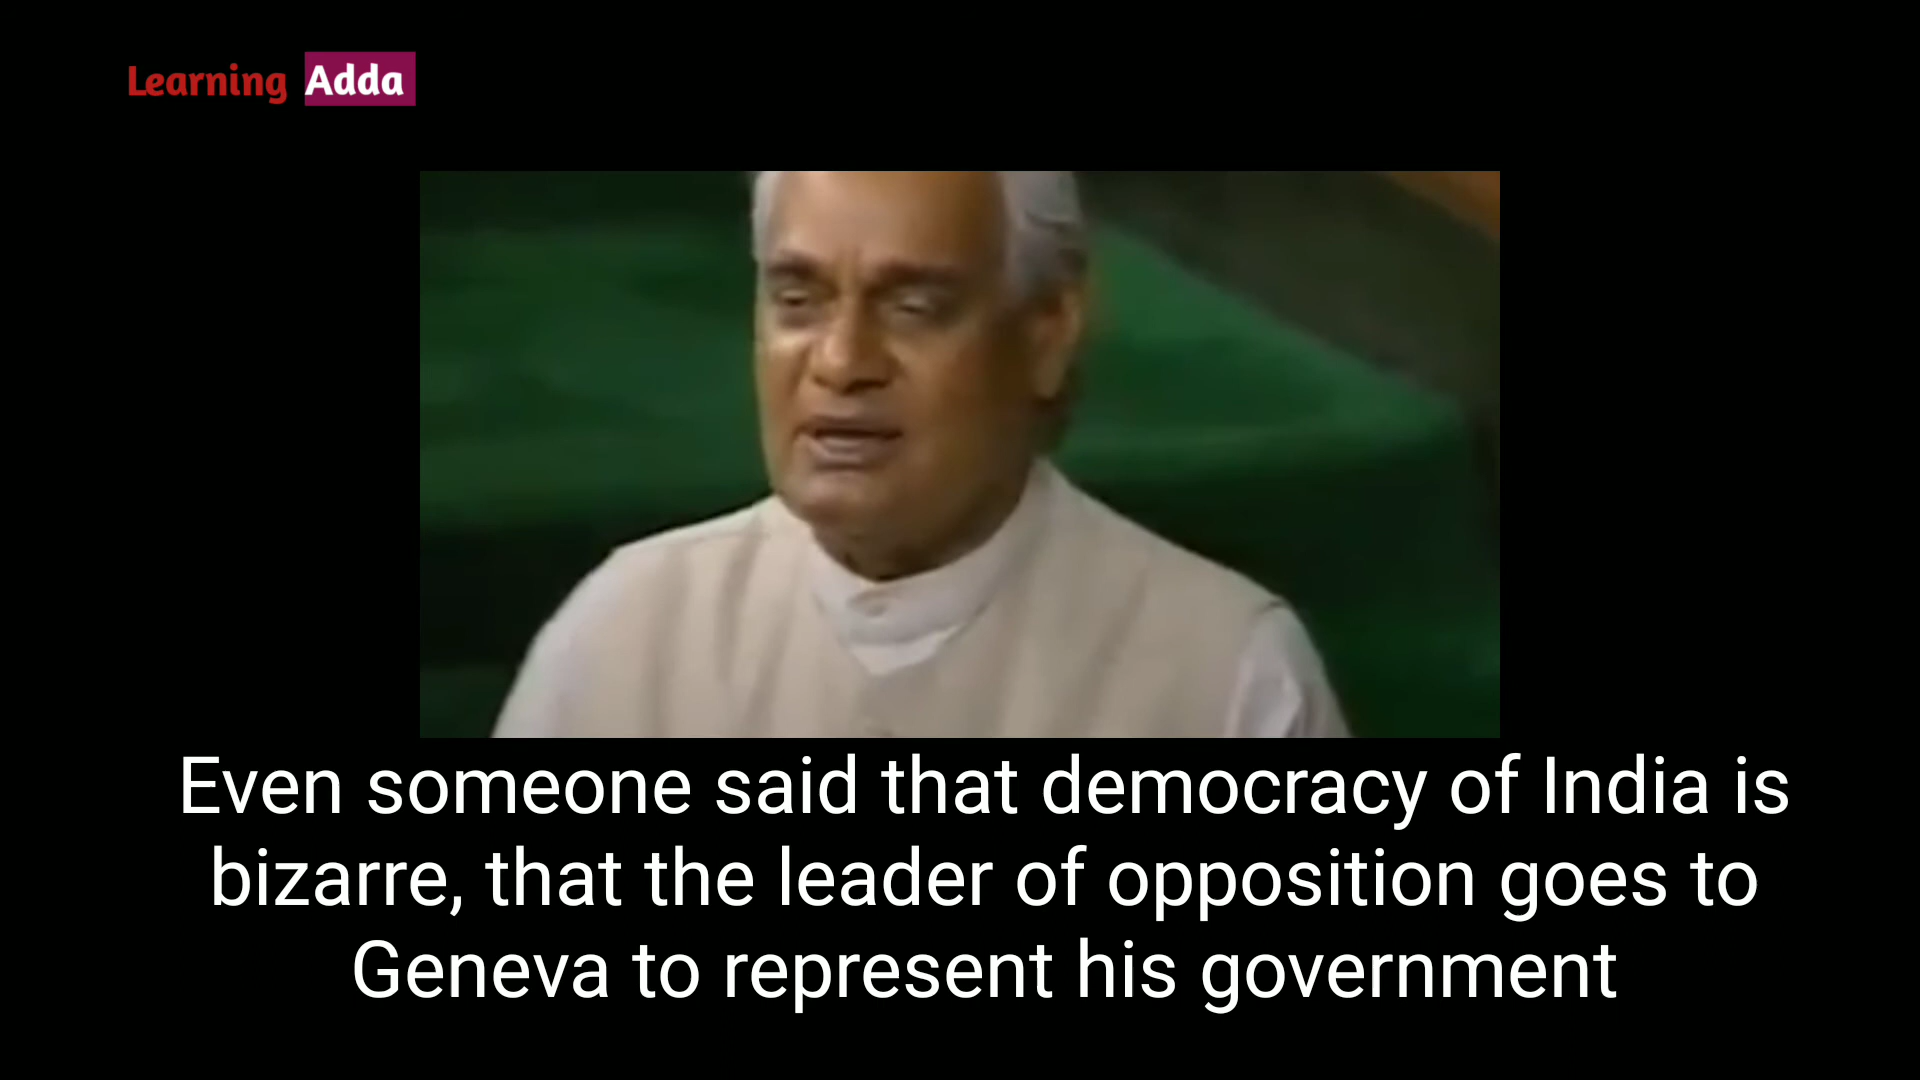 Learning Adda
Even someone said that democracy of India is
bizarre, that the leader of opposition goes to
Geneva to represent his government